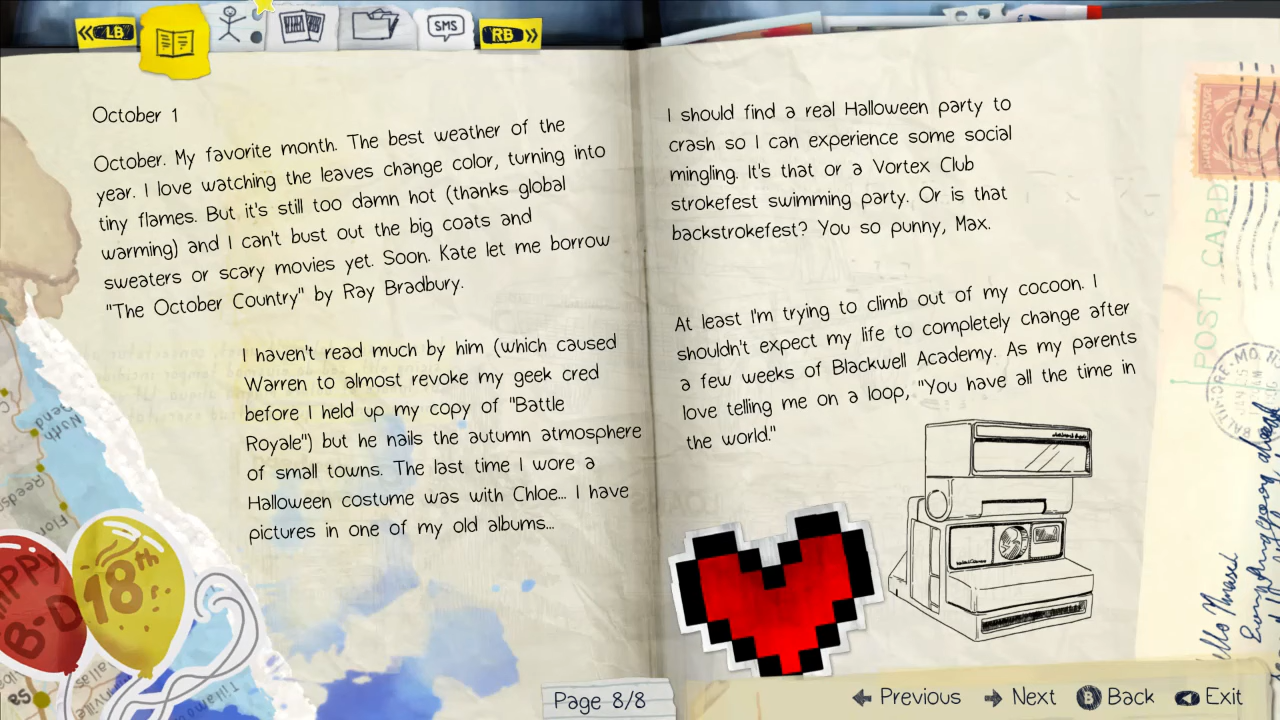 LB
SMS
RB
October 1
October. My favorite month. The best weather of the
year. I love watching the leaves change color, turning into
tiny flames. But it's still too damn hot (thanks global
warming) and I can't bust out the big coats and
sweaters or scary movies yet. Soon. Kate let me borrow
"The October Country" by Ray Bradbury.
I haven't read much by him (which caused
Warren to almost revoke my geek cred
before I held up my copy of "Battle
Royale") but he nails the autumn atmosphere
of small towns. The last time I wore a
Halloween costume was with Chloe... I have
pictures in one of my old albums...
I should find a real Halloween party to
crash so I can experience some social
mingling. It's that or a Vortex Club
strokefest swimming party. Or is that
backstrokefest? You so punny, Max.
At least I'm trying to climb out of my cocoon. I
shouldn't expect my life to completely change after
a few weeks of Blackwell Academy. As my parents
love telling me on a loop, "You have all the time in
the world."
B-D
18th
North
Bend
POST CARD
Page 8/8
Previous
Next
B Back
Exit